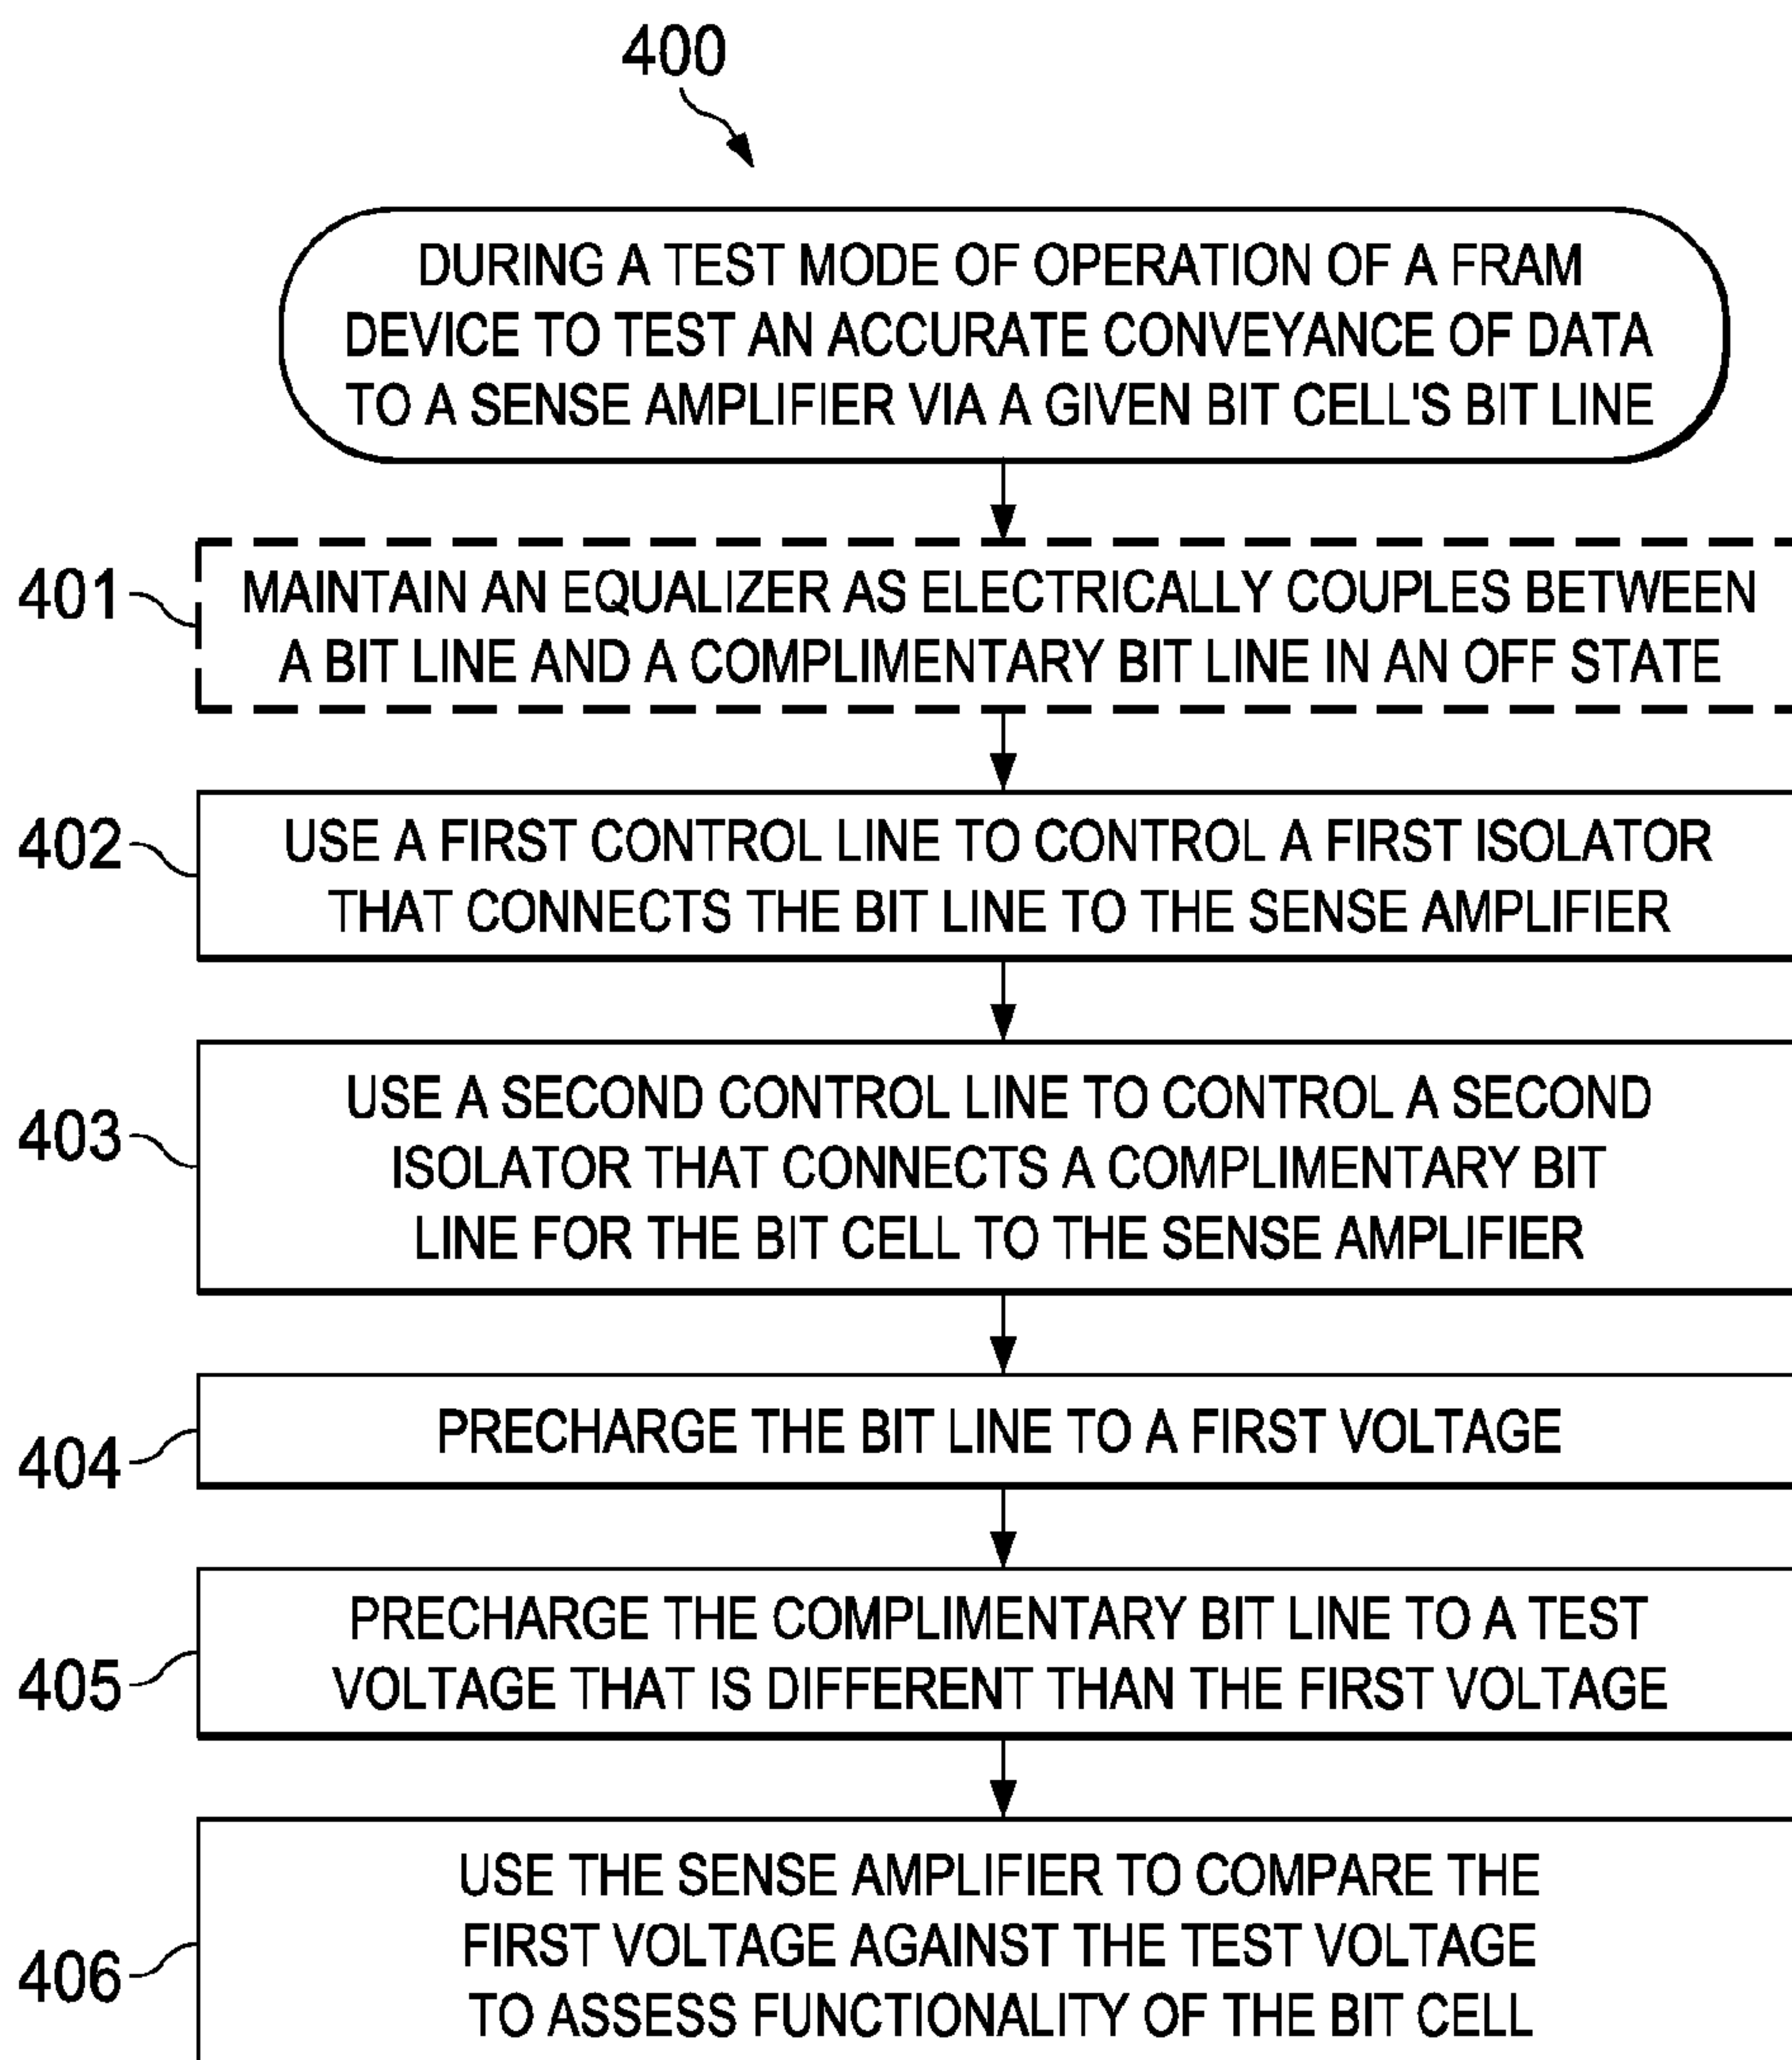 400
DURING A TEST MODE OF OPERATION OF A FRAM
DEVICE TO TEST AN ACCURATE CONVEYANCE OF DATA
TO A SENSE AMPLIFIER VIA A GIVEN BIT CELL'S BIT LINE
401
MAINTAIN AN EQUALIZER AS ELECTRICALLY COUPLES BETWEEN
A BIT LINE AND A COMPLIMENTARY BIT LINE IN AN OFF STATE
402
USE A FIRST CONTROL LINE TO CONTROL A FIRST ISOLATOR
THAT CONNECTS THE BIT LINE TO THE SENSE AMPLIFIER
403
USE A SECOND CONTROL LINE TO CONTROL A SECOND
ISOLATOR THAT CONNECTS A COMPLIMENTARY BIT
LINE FOR THE BIT CELL TO THE SENSE AMPLIFIER
404
PRECHARGE THE BIT LINE TO A FIRST VOLTAGE
405
PRECHARGE THE COMPLIMENTARY BIT LINE TO A TEST
VOLTAGE THAT IS DIFFERENT THAN THE FIRST VOLTAGE
406
USE THE SENSE AMPLIFIER TO COMPARE THE
FIRST VOLTAGE AGAINST THE TEST VOLTAGE
TO ASSESS FUNCTIONALITY OF THE BIT CELL